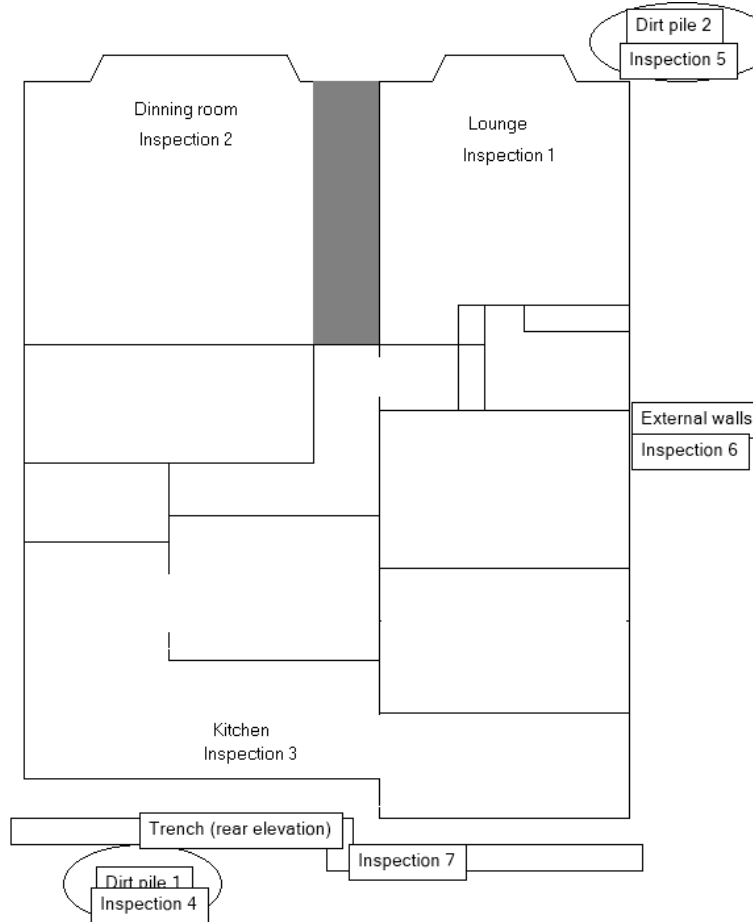 Dirt pile 2
Inspection 5
Dinning room
Inspection 2
Lounge
Inspection 1
External walls
Inspection 6
Kitchen
Inspection 3
Trench (rear elevation)
Inspection 7
Dirt pile 1
Inspection 4